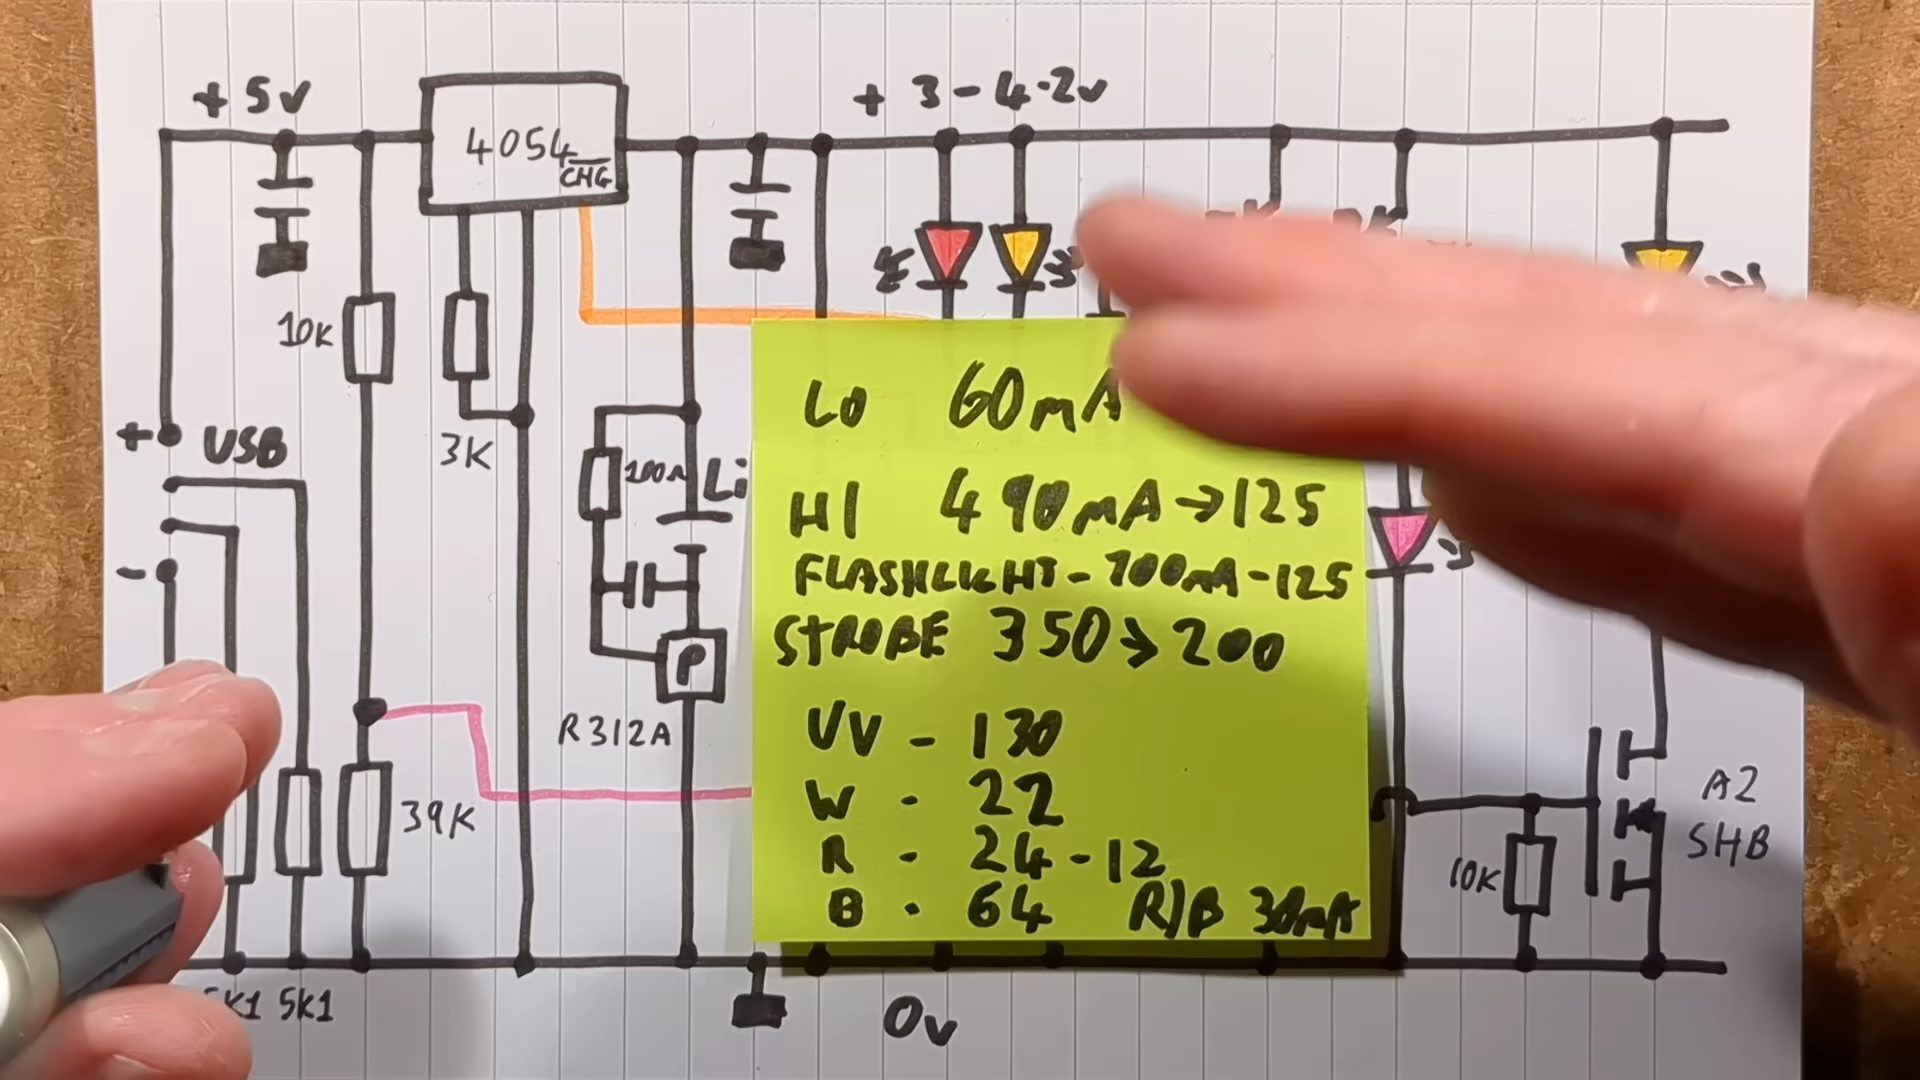 + 5v
4054
CHG
+ 3 - 4.2v
10K
3K
+
USB
-
100n
Li
P
R312A
39K
5K1
5K1
0v
10K
A2
SHB
LO 60mA
HI 490mA→125
FLASHLIGHT - 700mA - 125
STROBE 350→200
UV - 130
W - 22
R - 24 - 12
B - 64 R/B 30mA